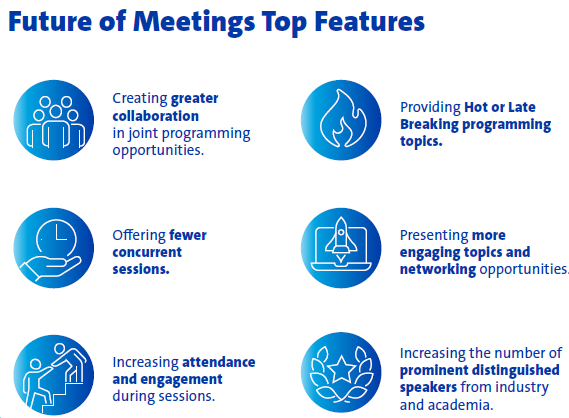 Future of Meetings Top Features
Creating greater
collaboration
in joint programming
opportunities.
Providing Hot or Late
Breaking programming
topics.
Offering fewer
concurrent
sessions.
Presenting more
engaging topics and
networking opportunities.
Increasing attendance
and engagement
during sessions.
Increasing the number of
prominent distinguished
speakers from industry
and academia.